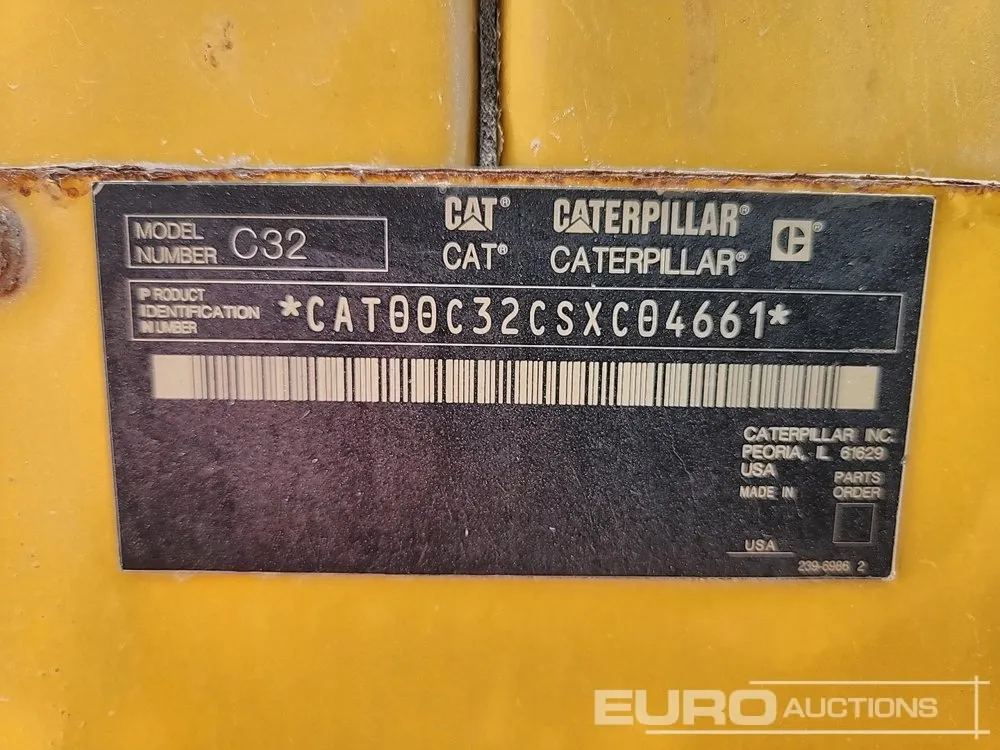 CAT® CATERPILLAR® C®
CAT® CATERPILLAR®
MODEL
NUMBER C32
PRODUCT
IDENTIFICATION
NUMBER
*CAT00C32CSXC04661*
CATERPILLAR INC.
PEORIA, IL 61629
USA
MADE IN
USA
PARTS
ORDER
239-6986 2
EURO AUCTIONS